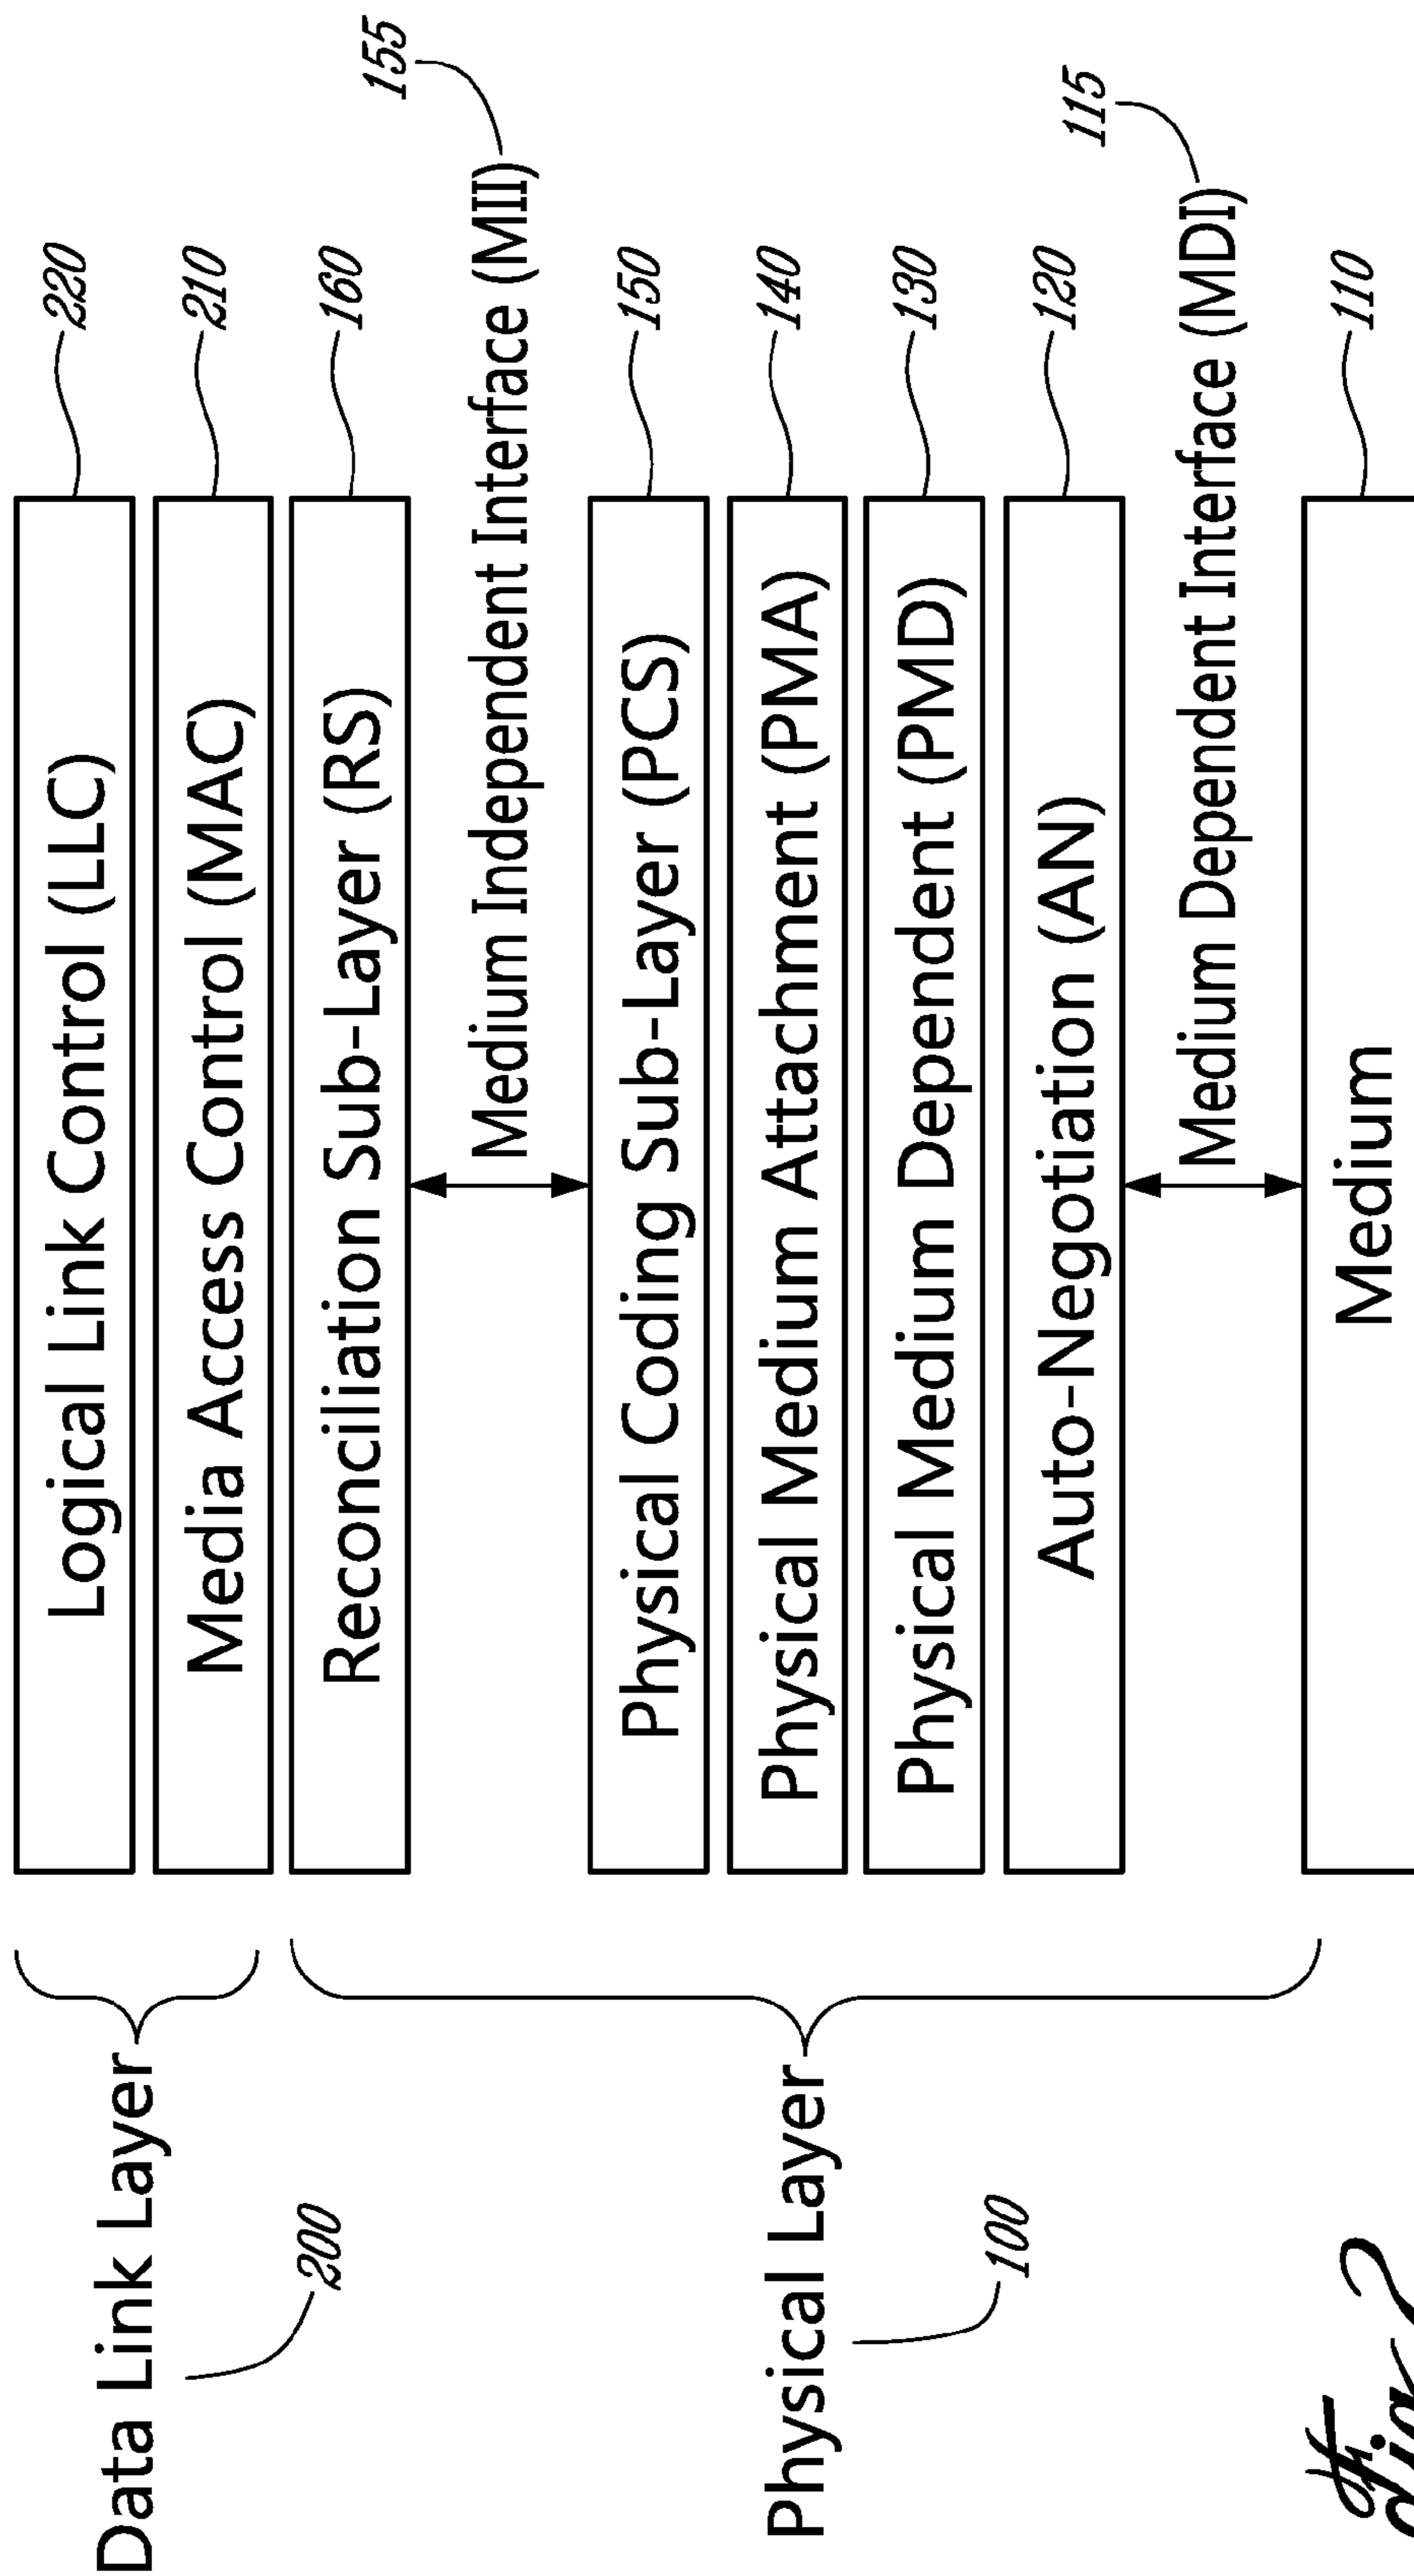 Data Link Layer
200
Logical Link Control (LLC)
220
Media Access Control (MAC)
210
Physical Layer
100
Reconciliation Sub-Layer (RS)
160
Medium Independent Interface (MII)
155
Physical Coding Sub-Layer (PCS)
150
Physical Medium Attachment (PMA)
140
Physical Medium Dependent (PMD)
130
Auto-Negotiation (AN)
120
Medium Dependent Interface (MDI)
115
Medium
110